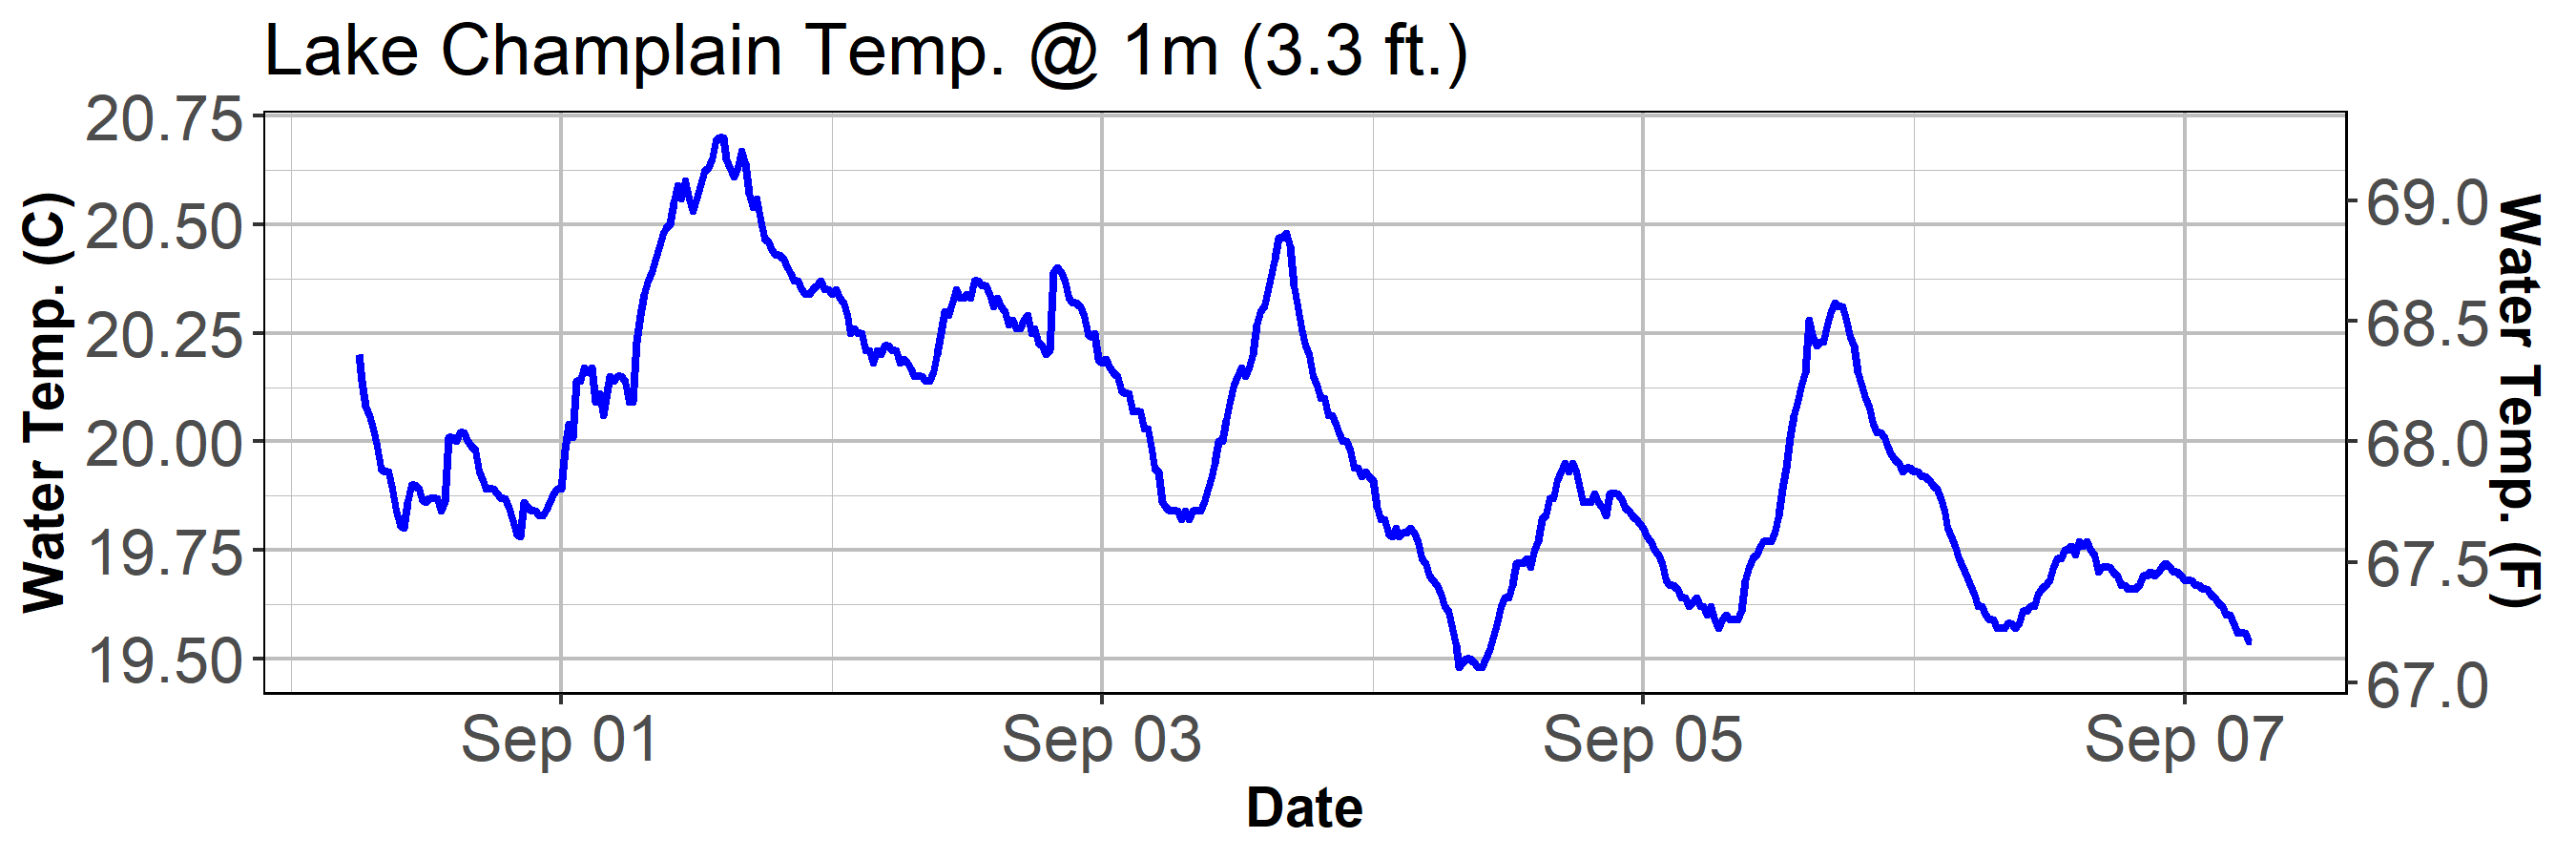 Lake Champlain Temp. @ 1m (3.3 ft.)
Water Temp. (C)
20.75
20.50
20.25
20.00
19.75
19.50
69.0
68.5
68.0
67.5
67.0
Water Temp. (F)
Sep 01 Sep 03 Sep 05 Sep 07
Date